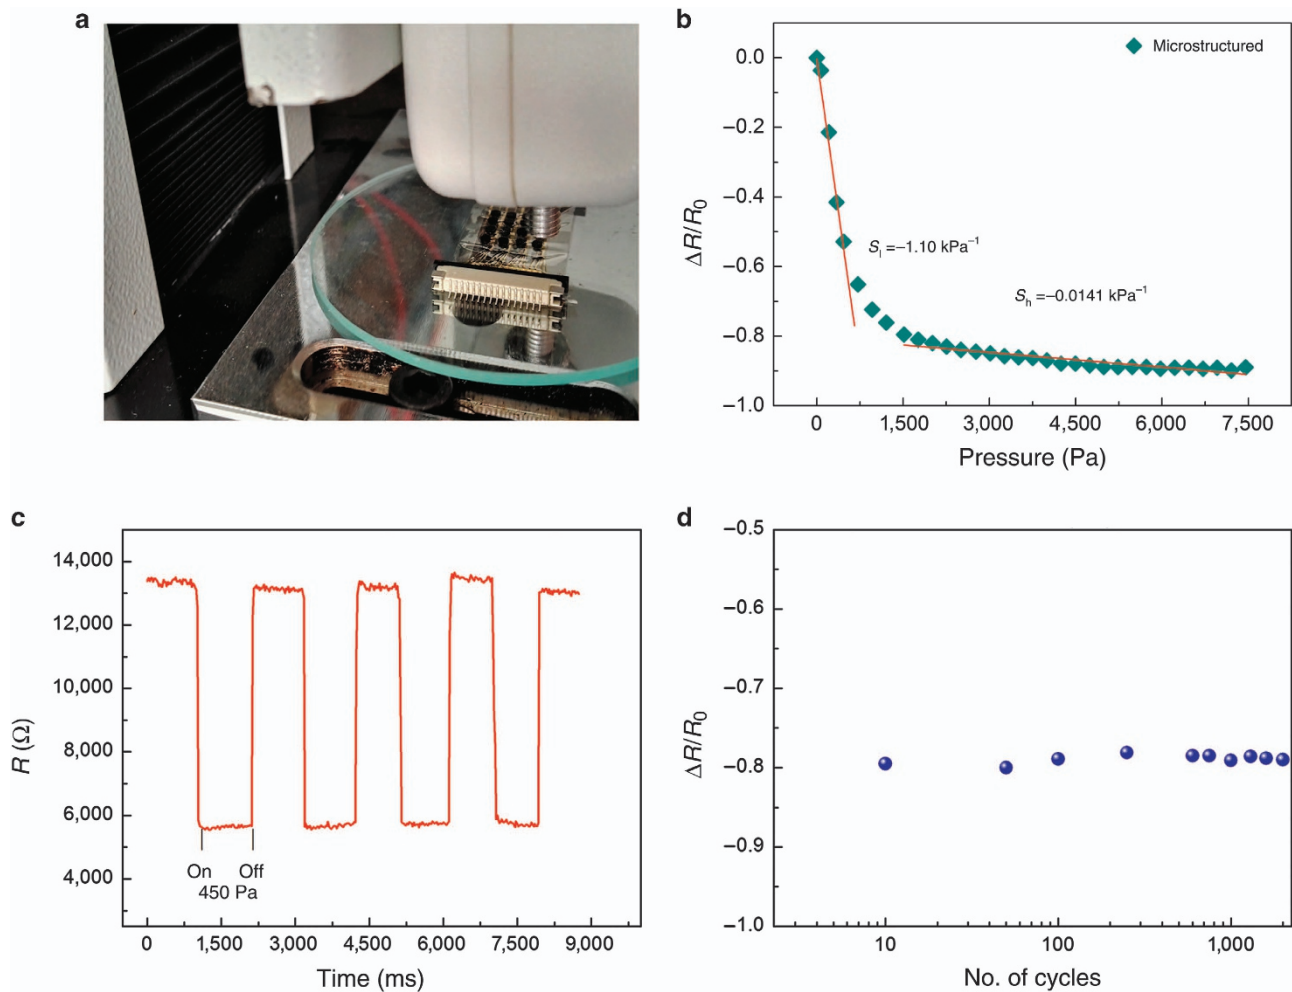 a
b
0.0
−0.2
−0.4
−0.6
−0.8
−1.0
ΔR/R0
Microstructured
Sl =−1.10 kPa−1
Sh =−0.0141 kPa−1
0 1,500 3,000 4,500 6,000 7,500
Pressure (Pa)
c
14,000
12,000
10,000
8,000
6,000
4,000
R (Ω)
On Off
450 Pa
0 1,500 3,000 4,500 6,000 7,500 9,000
Time (ms)
d
−0.5
−0.6
−0.7
−0.8
−0.9
−1.0
ΔR/R0
10 100 1,000
No. of cycles